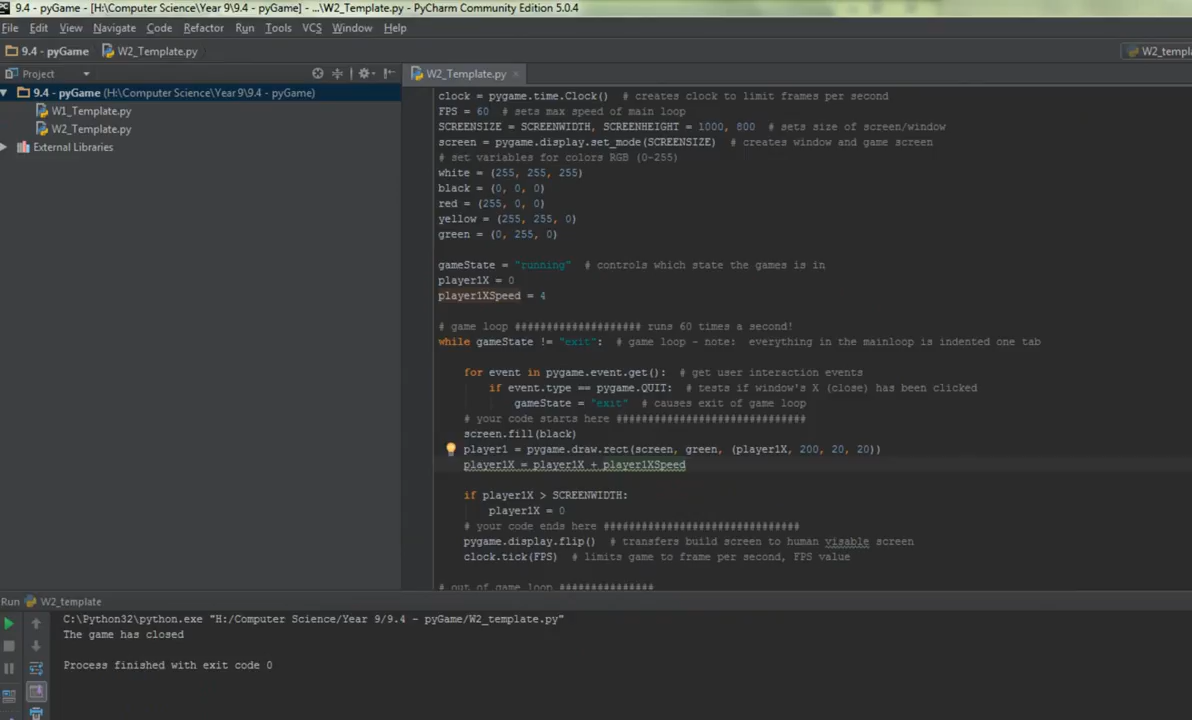 9.4 - pyGame - [H:\Computer Science\Year 9\9.4 - pyGame] - ...\W2_Template.py - PyCharm Community Edition 5.0.4
File Edit View Navigate Code Refactor Run Tools VCS Window Help
9.4 - pyGame W2_Template.py W2_templa
Project W2_Template.py
9.4 - pyGame (H:\Computer Science\Year 9\9.4 - pyGame)
W1_Template.py
W2_Template.py
External Libraries
clock = pygame.time.Clock() # creates clock to limit frames per second
FPS = 60 # sets max speed of main loop
SCREENSIZE = SCREENWIDTH, SCREENHEIGHT = 1000, 800 # sets size of screen/window
screen = pygame.display.set_mode(SCREENSIZE) # creates window and game screen
# set variables for colors RGB (0-255)
white = (255, 255, 255)
black = (0, 0, 0)
red = (255, 0, 0)
yellow = (255, 255, 0)
green = (0, 255, 0)
gameState = "running" # controls which state the games is in
player1X = 0
player1XSpeed = 4
# game loop #################### runs 60 times a second!
while gameState != "exit": # game loop - note: everything in the mainloop is indented one tab
for event in pygame.event.get(): # get user interaction events
if event.type == pygame.QUIT: # tests if window's X (close) has been clicked
gameState = "exit" # causes exit of game loop
# your code starts here ##############################
screen.fill(black)
player1 = pygame.draw.rect(screen, green, (player1X, 200, 20, 20))
player1X = player1X + player1XSpeed
if player1X > SCREENWIDTH:
player1X = 0
# your code ends here ###############################
pygame.display.flip() # transfers build screen to human visable screen
clock.tick(FPS) # limits game to frame per second, FPS value
# out of game loop ###############
Run W2_template
C:\Python32\python.exe "H:/Computer Science/Year 9/9.4 - pyGame/W2_template.py"
The game has closed
Process finished with exit code 0